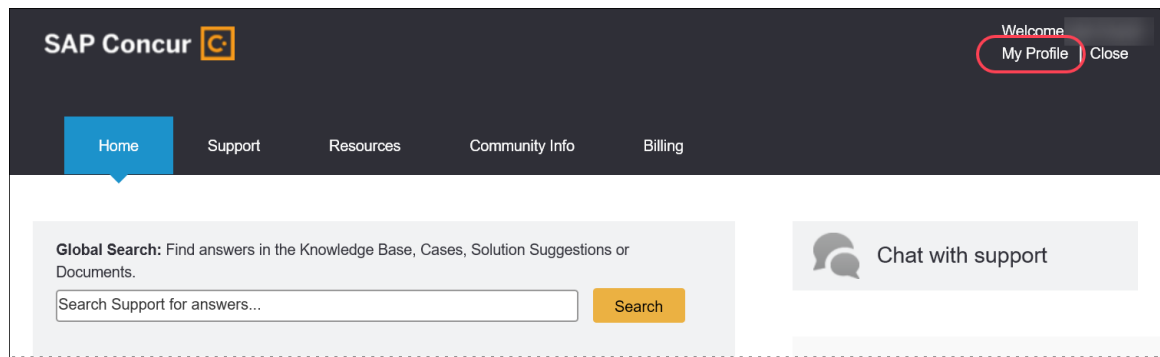 SAP Concur C
Welcome
My Profile | Close
Home Support Resources Community Info Billing
Global Search: Find answers in the Knowledge Base, Cases, Solution Suggestions or
Documents.
Search Support for answers...
Search
Chat with support